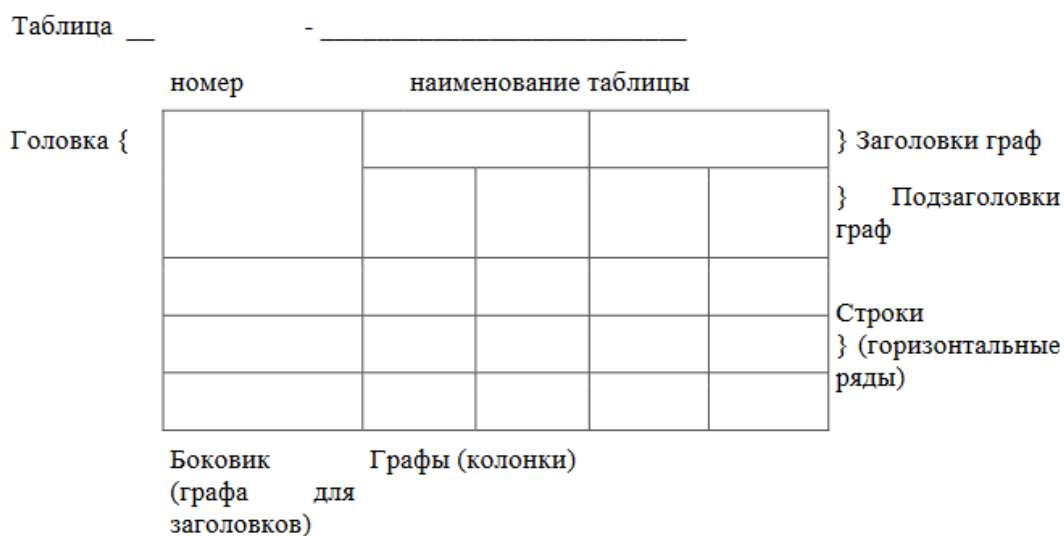 Таблица __ - __________________________
номер наименование таблицы
Головка { } Заголовки граф
} Подзаголовки
граф
Строки
} (горизонтальные
ряды)
Боковик Графы (колонки)
(графа для
заголовков)